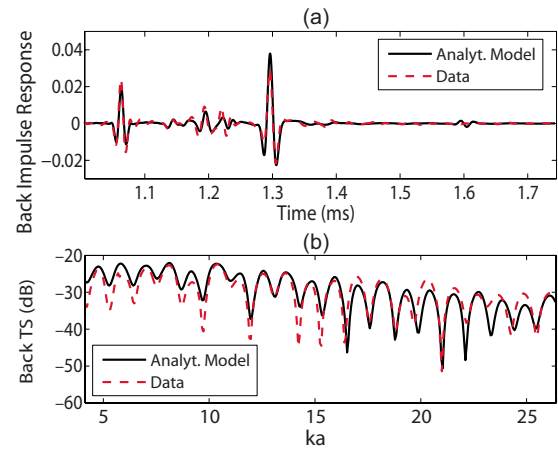 (a)
Back Impulse Response
0.04
0.02
0
−0.02
Analyt. Model
Data
1.1 1.2 1.3 1.4 1.5 1.6 1.7
Time (ms)
(b)
Back TS (dB)
−20
−30
−40
−50
−60
Analyt. Model
Data
5 10 15 20 25
ka